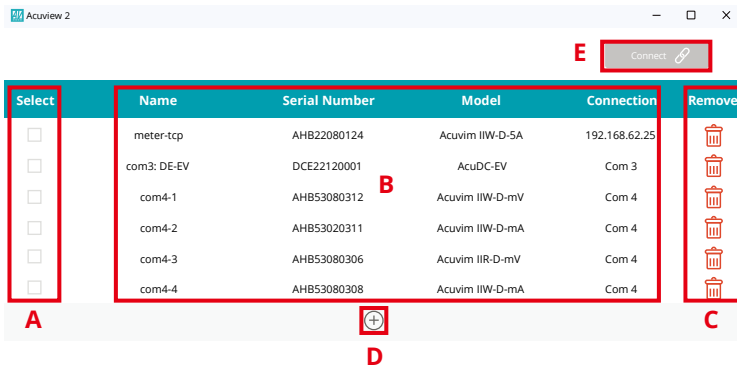 Acuview 2
E Connect
Select Name Serial Number Model Connection Remove
meter-tcp AHB22080124 Acuvim IIW-D-5A 192.168.62.25
com3: DE-EV DCE22120001 AcuDC-EV Com 3
B
com4-1 AHB53080312 Acuvim IIW-D-mV Com 4
com4-2 AHB53020311 Acuvim IIW-D-mA Com 4
com4-3 AHB53080306 Acuvim IIR-D-mV Com 4
com4-4 AHB53080308 Acuvim IIW-D-mA Com 4
A C
D